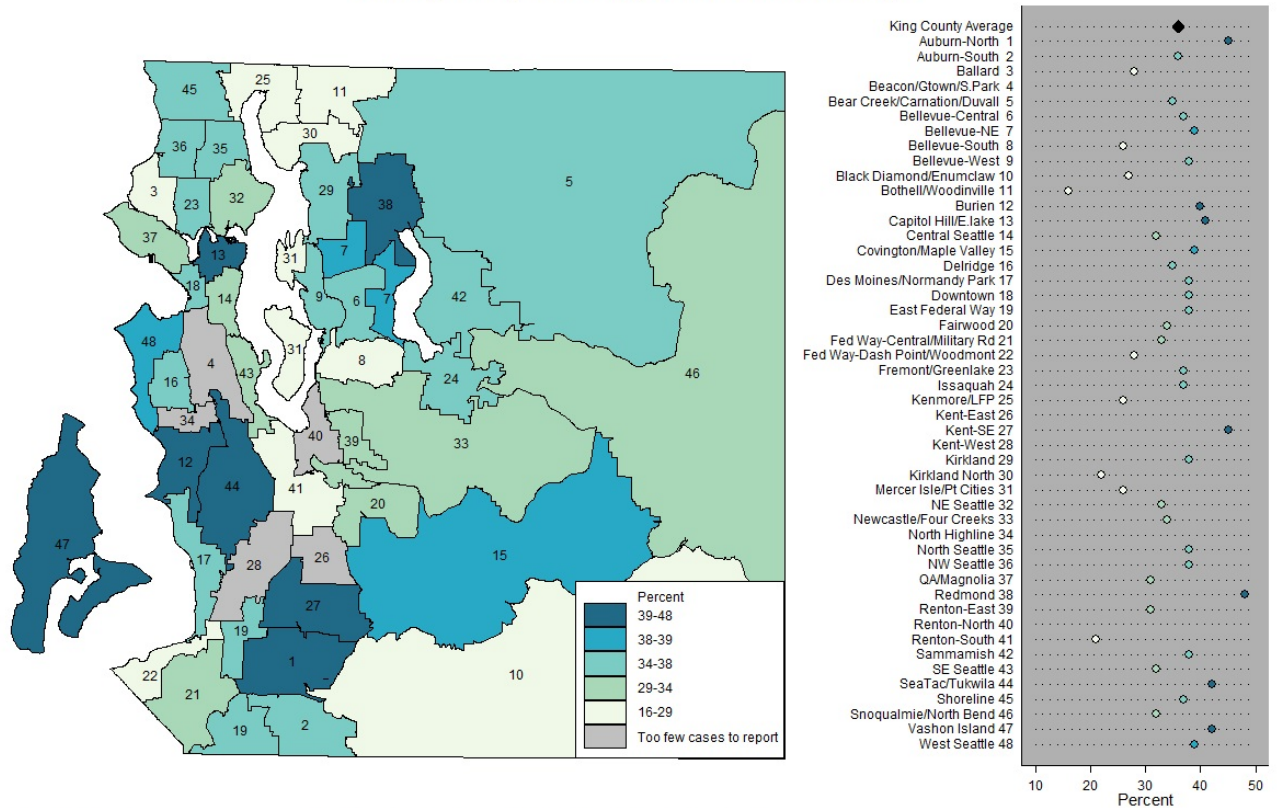 45
25
11
30
36
35
3
23
32
29
38
5
37
13
7
31
18
14
9
6
7
42
48
4
43
31
8
16
24
46
34
40
39
33
12
44
41
20
47
17
28
26
15
27
19
1
22
21
10
19
2
Percent
39-48
38-39
34-38
29-34
16-29
Too few cases to report
King County Average
Auburn-North 1
Auburn-South 2
Ballard 3
Beacon/Gtown/S.Park 4
Bear Creek/Carnation/Duvall 5
Bellevue-Central 6
Bellevue-NE 7
Bellevue-South 8
Bellevue-West 9
Black Diamond/Enumclaw 10
Bothell/Woodinville 11
Burien 12
Capitol Hill/E.lake 13
Central Seattle 14
Covington/Maple Valley 15
Delridge 16
Des Moines/Normandy Park 17
Downtown 18
East Federal Way 19
Fairwood 20
Fed Way-Central/Military Rd 21
Fed Way-Dash Point/Woodmont 22
Fremont/Greenlake 23
Issaquah 24
Kenmore/LFP 25
Kent-East 26
Kent-SE 27
Kent-West 28
Kirkland 29
Kirkland North 30
Mercer Isle/Pt Cities 31
NE Seattle 32
Newcastle/Four Creeks 33
North Highline 34
North Seattle 35
NW Seattle 36
QA/Magnolia 37
Redmond 38
Renton-East 39
Renton-North 40
Renton-South 41
Sammamish 42
SE Seattle 43
SeaTac/Tukwila 44
Shoreline 45
Snoqualmie/North Bend 46
Vashon Island 47
West Seattle 48
10 20 30 40 50
Percent